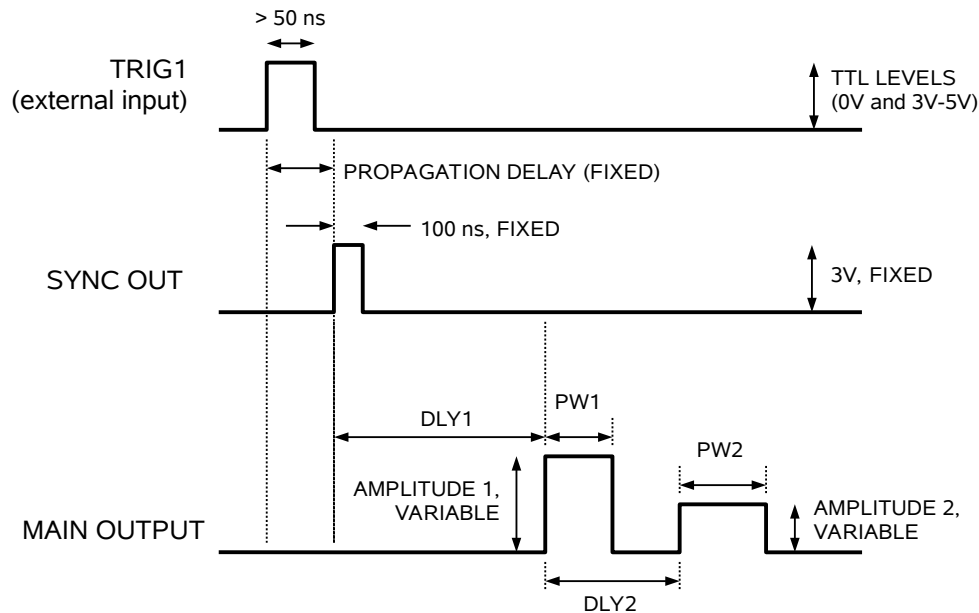 > 50 ns
TRIG1
(external input)
TTL LEVELS
(0V and 3V-5V)
PROPAGATION DELAY (FIXED)
100 ns, FIXED
SYNC OUT
3V, FIXED
PW1
DLY1
PW2
AMPLITUDE 1,
VARIABLE
AMPLITUDE 2,
VARIABLE
MAIN OUTPUT
DLY2